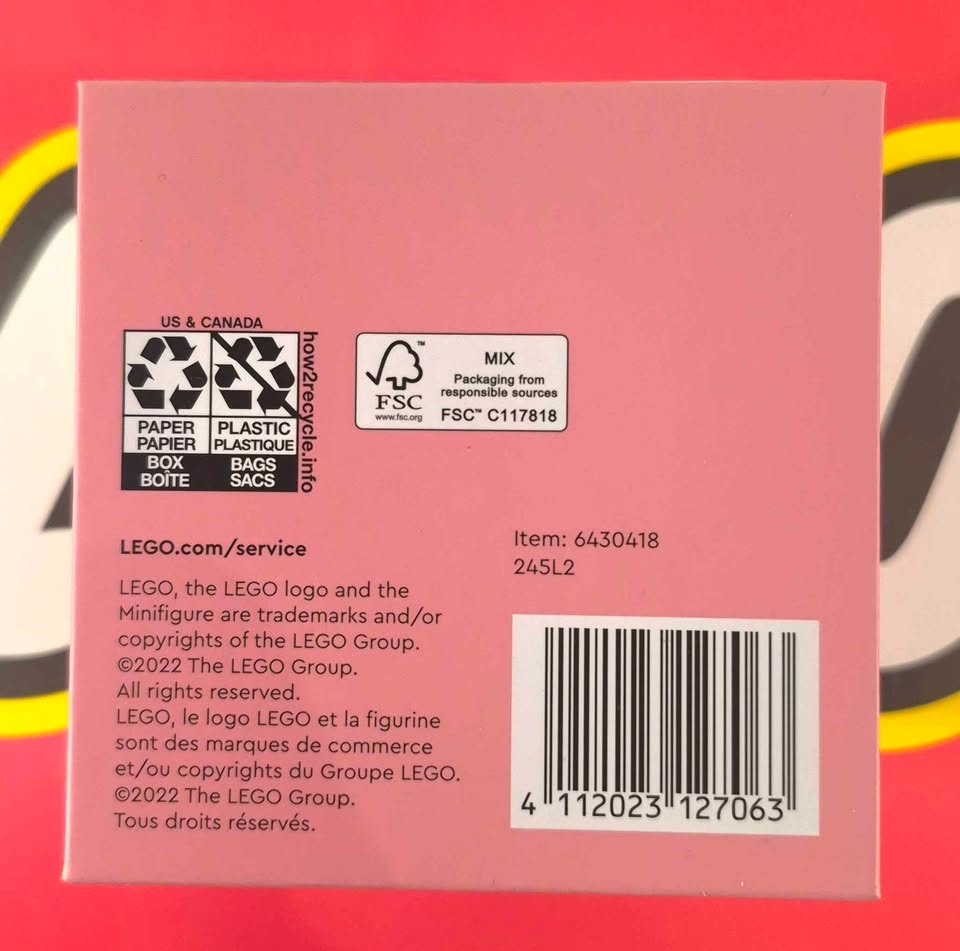 US & CANADA
how2recycle.info
PAPER
PAPIER
BOX
BOÎTE
PLASTIC
PLASTIQUE
BAGS
SACS
FSC
www.fsc.org
™
MIX
Packaging from
responsible sources
FSC™ C117818
LEGO.com/service
LEGO, the LEGO logo and the
Minifigure are trademarks and/or
copyrights of the LEGO Group.
©2022 The LEGO Group.
All rights reserved.
LEGO, le logo LEGO et la figurine
sont des marques de commerce
et/ou copyrights du Groupe LEGO.
©2022 The LEGO Group.
Tous droits réservés.
Item: 6430418
245L2
4 112023 127063